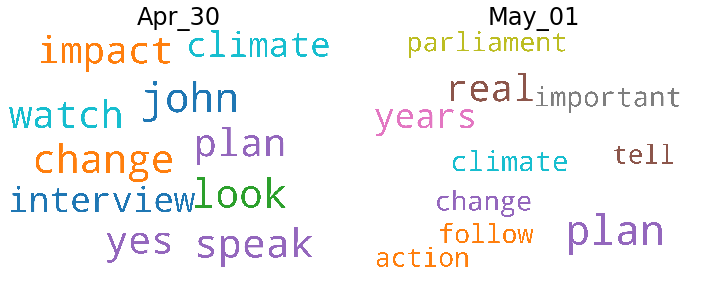 Apr_30
impact climate
john
watch
plan
change
interview look
yes speak
May_01
parliament
real important
years
climate tell
change
follow plan
action